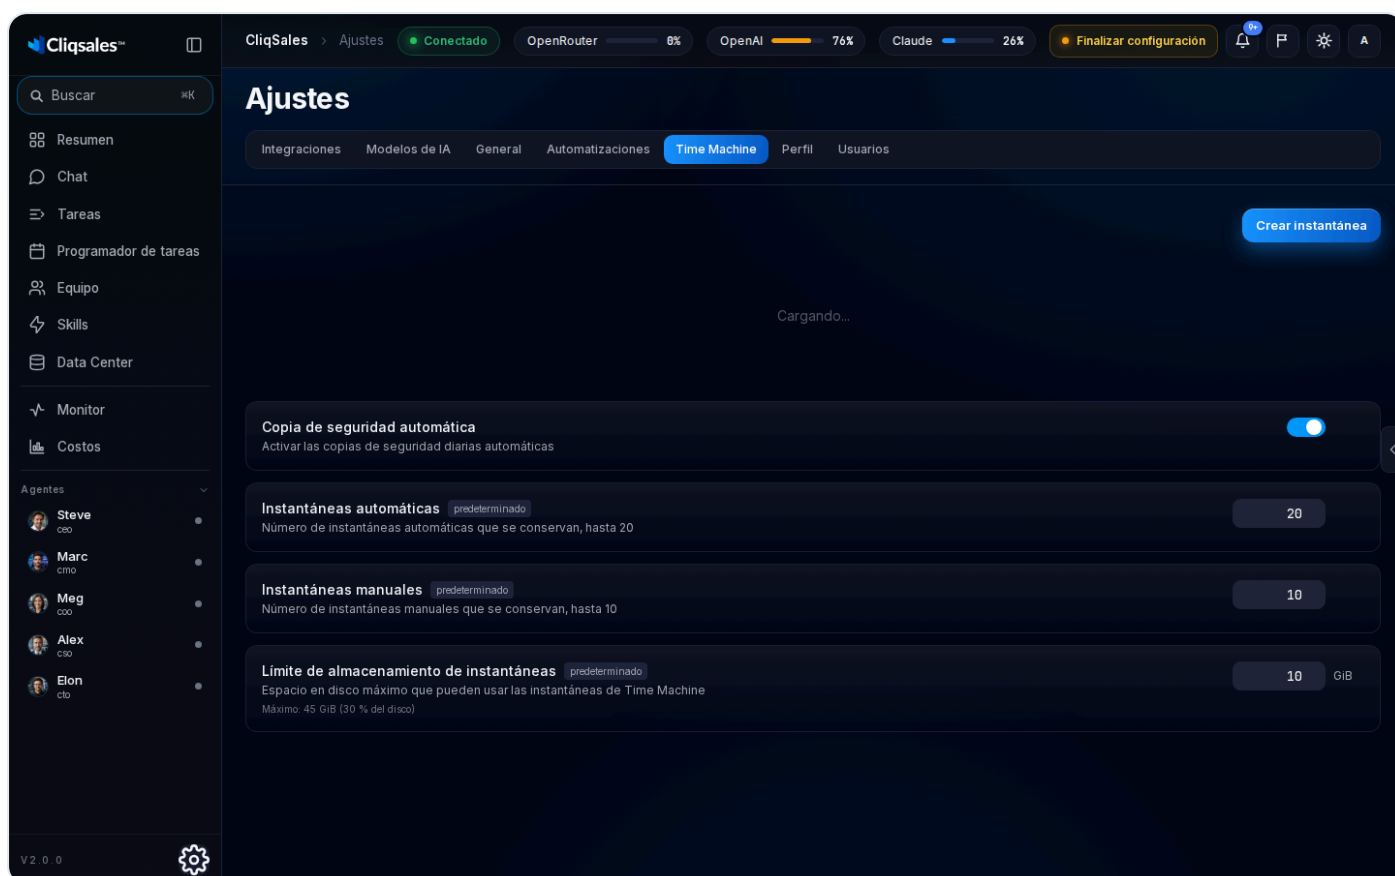 Cliqsales™
CliqSales > Ajustes
Conectado
OpenRouter 0%
OpenAI 76%
Claude 26%
Finalizar configuración
9+
A
Buscar ⌘K
Resumen
Chat
Tareas
Programador de tareas
Equipo
Skills
Data Center
Monitor
Costos
Agentes
Steve
ceo
Marc
cmo
Meg
coo
Alex
cso
Elon
cto
V2.0.0
Ajustes
Integraciones Modelos de IA General Automatizaciones Time Machine Perfil Usuarios
Crear instantánea
Cargando...
Copia de seguridad automática
Activar las copias de seguridad diarias automáticas
Instantáneas automáticas predeterminado
Número de instantáneas automáticas que se conservan, hasta 20
20
Instantáneas manuales predeterminado
Número de instantáneas manuales que se conservan, hasta 10
10
Límite de almacenamiento de instantáneas predeterminado
Espacio en disco máximo que pueden usar las instantáneas de Time Machine
Máximo: 45 GiB (30 % del disco)
10 GiB